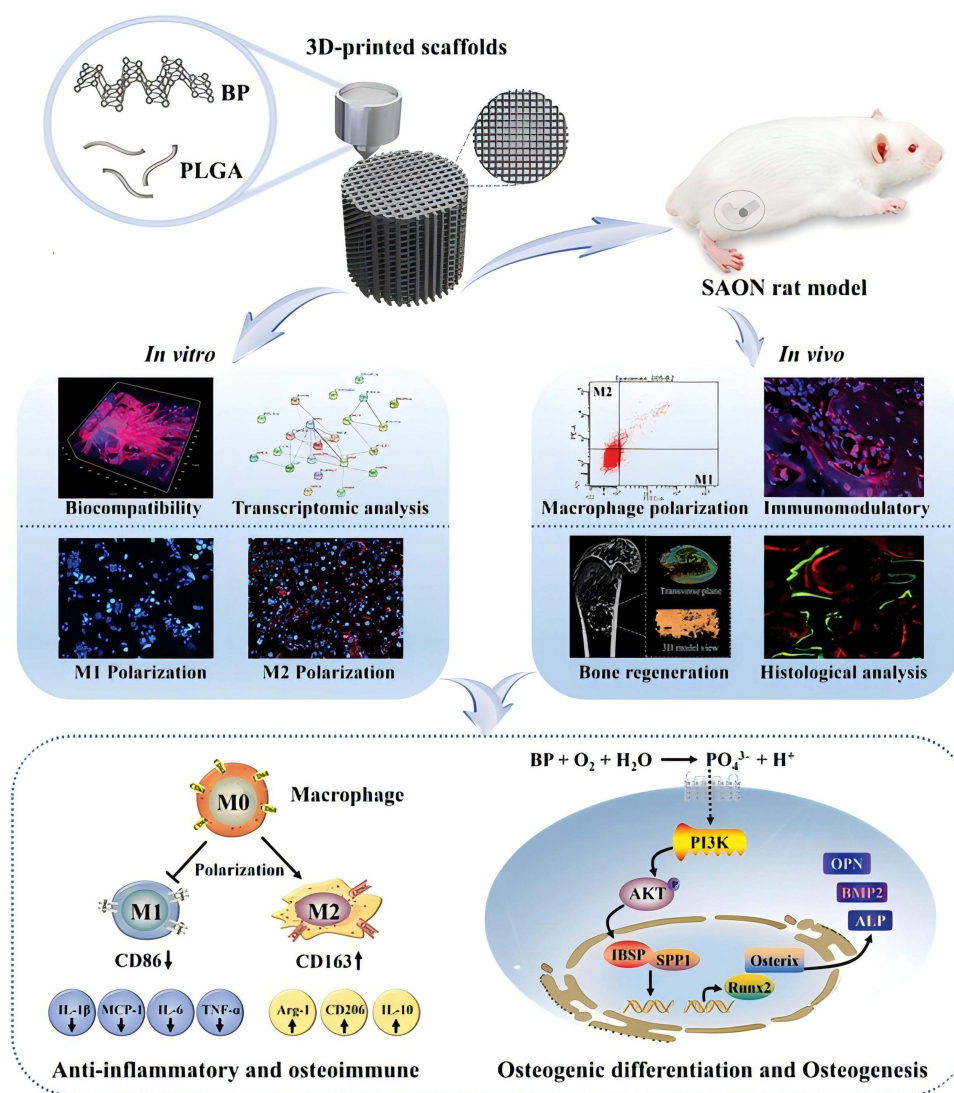 3D-printed scaffolds
BP
PLGA
SAON rat model
In vitro
In vivo
Biocompatibility
Transcriptomic analysis
M1 Polarization
M2 Polarization
M2
M1
Macrophage polarization
Immunomodulatory
Transverse plane
3D model view
Bone regeneration
Histological analysis
M0
Macrophage
Polarization
M1
M2
CD86↓
CD163↑
IL-1β
MCP-1
IL-6
TNF-α
Arg-1
CD206
IL-10
Anti-inflammatory and osteoimmune
BP + O₂ + H₂O → PO₄³⁻ + H⁺
PI3K
AKT
P
OPN
BMP2
ALP
IBSP
SPP1
Osterix
Runx2
Osteogenic differentiation and Osteogenesis